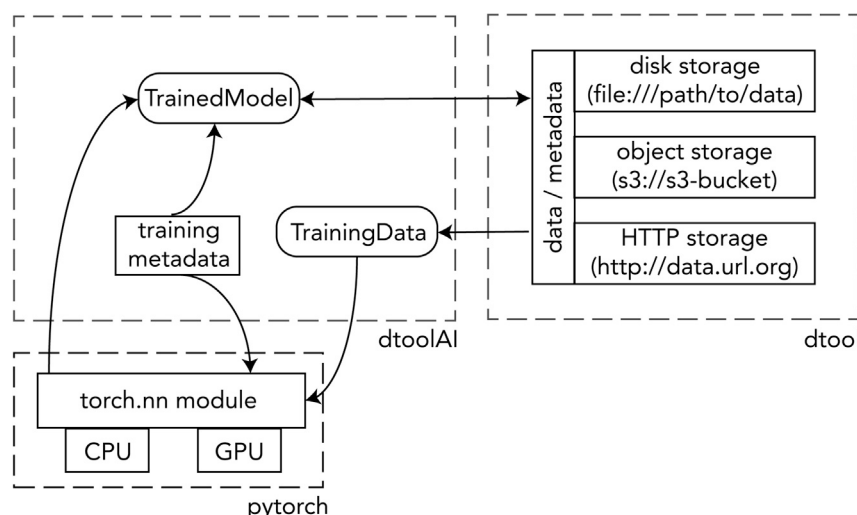 TrainedModel
training
metadata
TrainingData
dtoolAI
data / metadata
disk storage
(file:///path/to/data)
object storage
(s3://s3-bucket)
HTTP storage
(http://data.url.org)
dtool
torch.nn module
CPU
GPU
pytorch